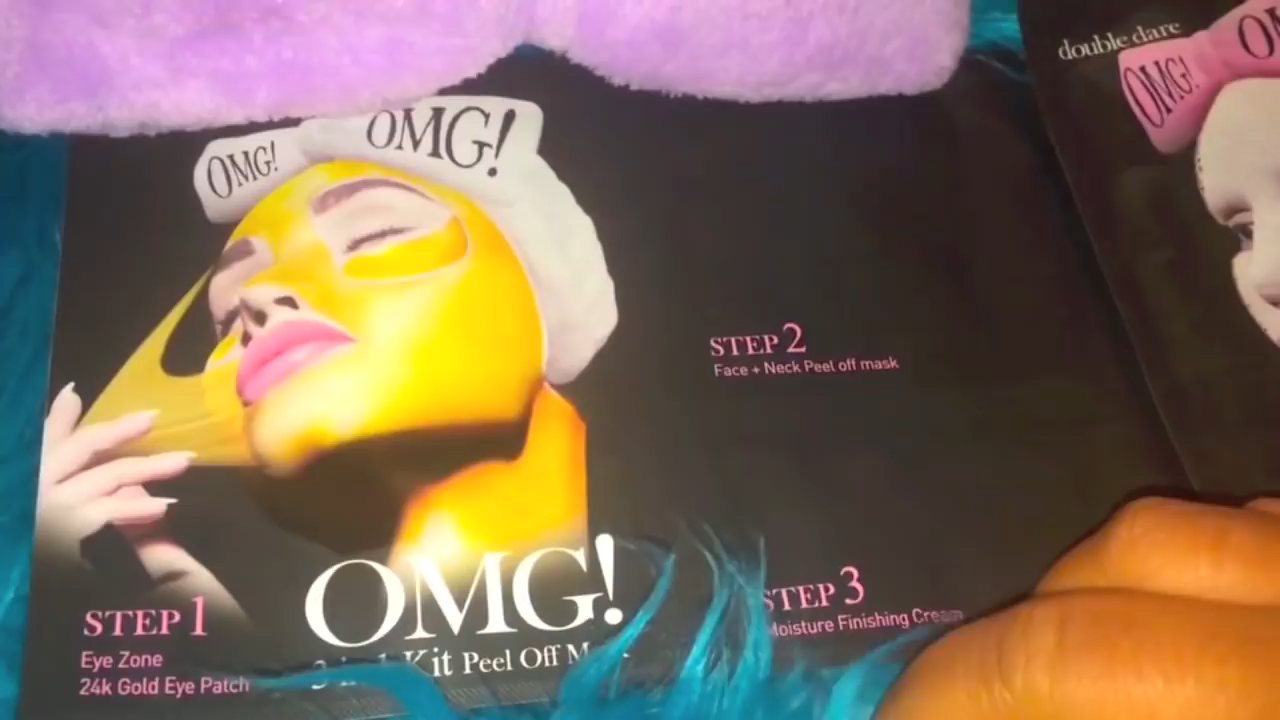 double dare
OMG!
OMG!
OMG!
STEP 2
Face + Neck Peel off mask
OMG!
STEP 3
Moisture Finishing Cream
STEP 1
Eye Zone
24k Gold Eye Patch
Kit Peel Off